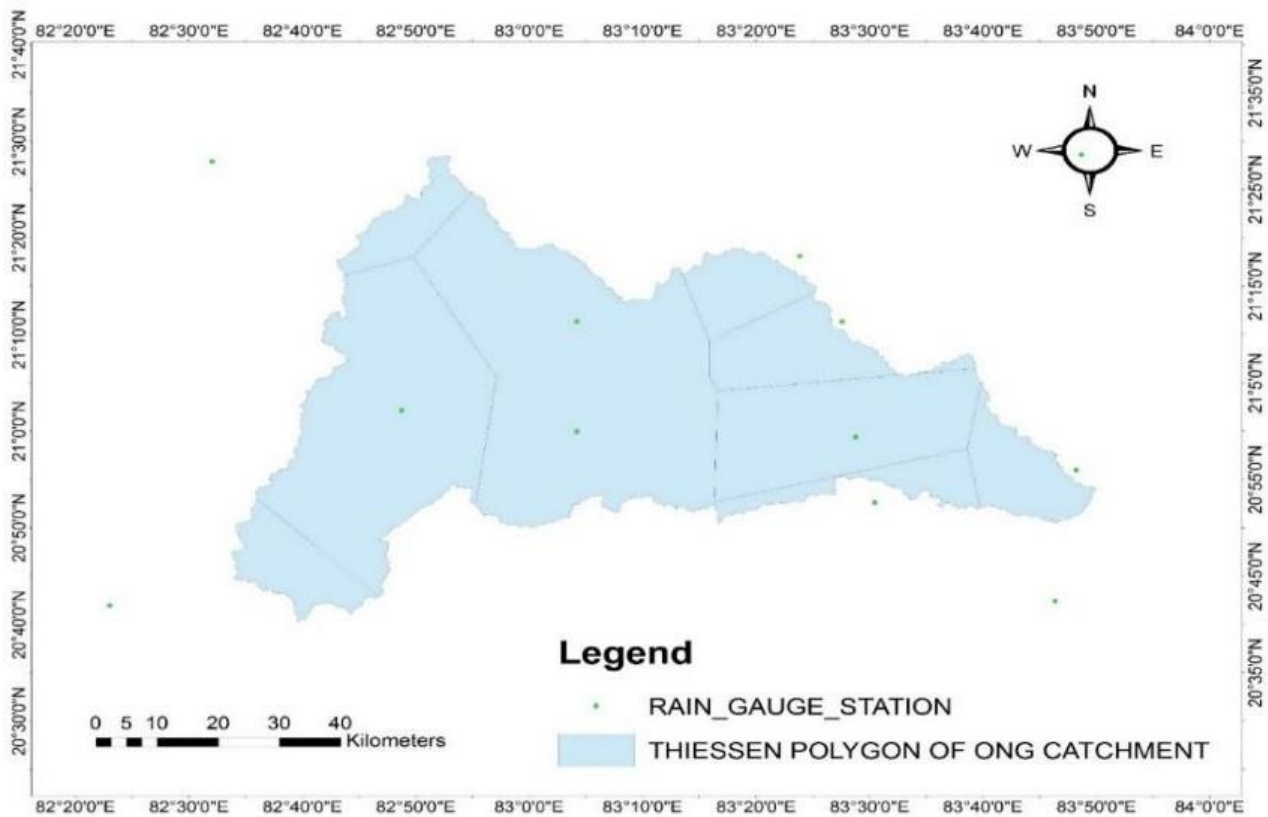 82°20'0"E 82°30'0"E 82°40'0"E 82°50'0"E 83°0'0"E 83°10'0"E 83°20'0"E 83°30'0"E 83°40'0"E 83°50'0"E 84°0'0"E
21°40'0"N
21°30'0"N
21°20'0"N
21°10'0"N
21°0'0"N
20°50'0"N
20°40'0"N
20°30'0"N
N
W E
S
21°35'0"N
21°25'0"N
21°15'0"N
21°5'0"N
20°55'0"N
20°45'0"N
20°35'0"N
Legend
RAIN_GAUGE_STATION
THIESSEN POLYGON OF ONG CATCHMENT
0 5 10 20 30 40
Kilometers
82°20'0"E 82°30'0"E 82°40'0"E 82°50'0"E 83°0'0"E 83°10'0"E 83°20'0"E 83°30'0"E 83°40'0"E 83°50'0"E 84°0'0"E